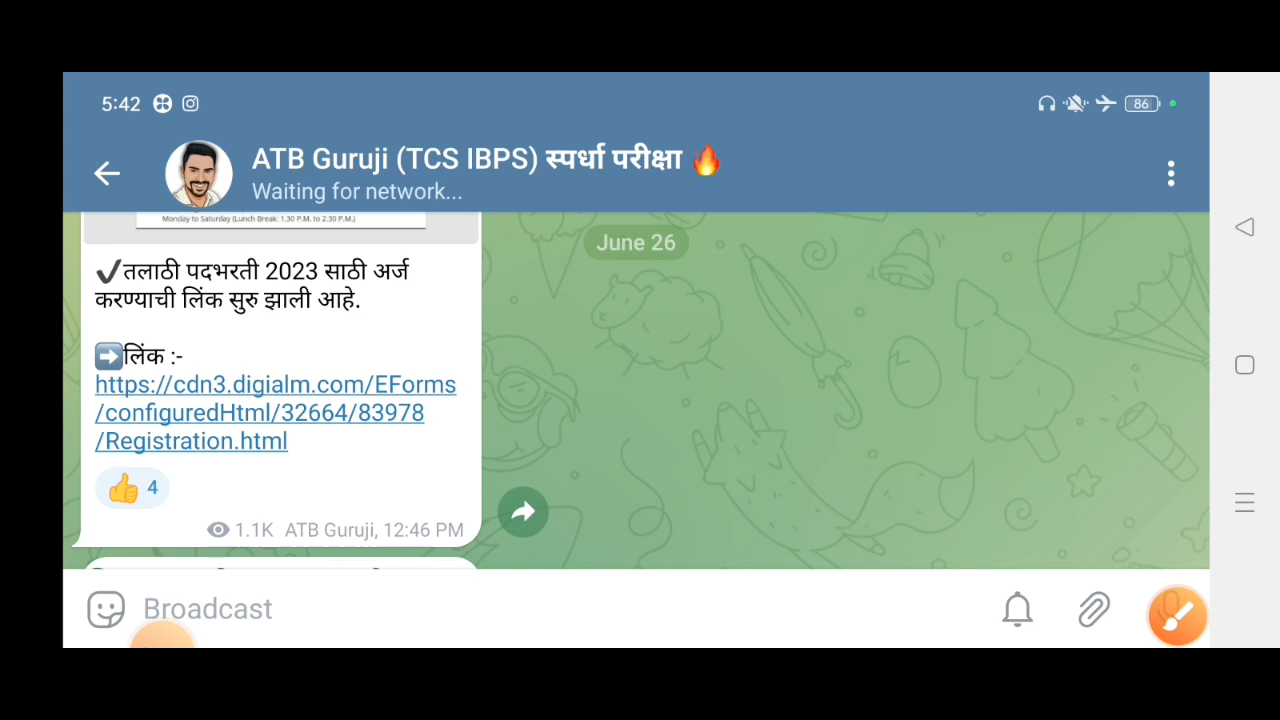 5:42
86
ATB Guruji (TCS IBPS) स्पर्धा परीक्षा 🔥
Waiting for network...
Monday to Saturday (Lunch Break: 1.30 P.M. to 2.30 P.M.)
June 26
✔️तलाठी पदभरती 2023 साठी अर्ज
करण्याची लिंक सुरु झाली आहे.
➡️लिंक :-
https://cdn3.digialm.com/EForms
/configuredHtml/32664/83978
/Registration.html
👍 4
1.1K ATB Guruji, 12:46 PM
Broadcast